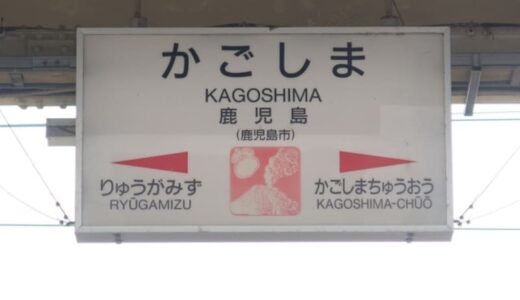 かごしま
KAGOSHIMA
鹿児島
(鹿児島市)
りゅうがみず
RYŪGAMIZU
かごしまちゅうおう
KAGOSHIMA-CHŪŌ